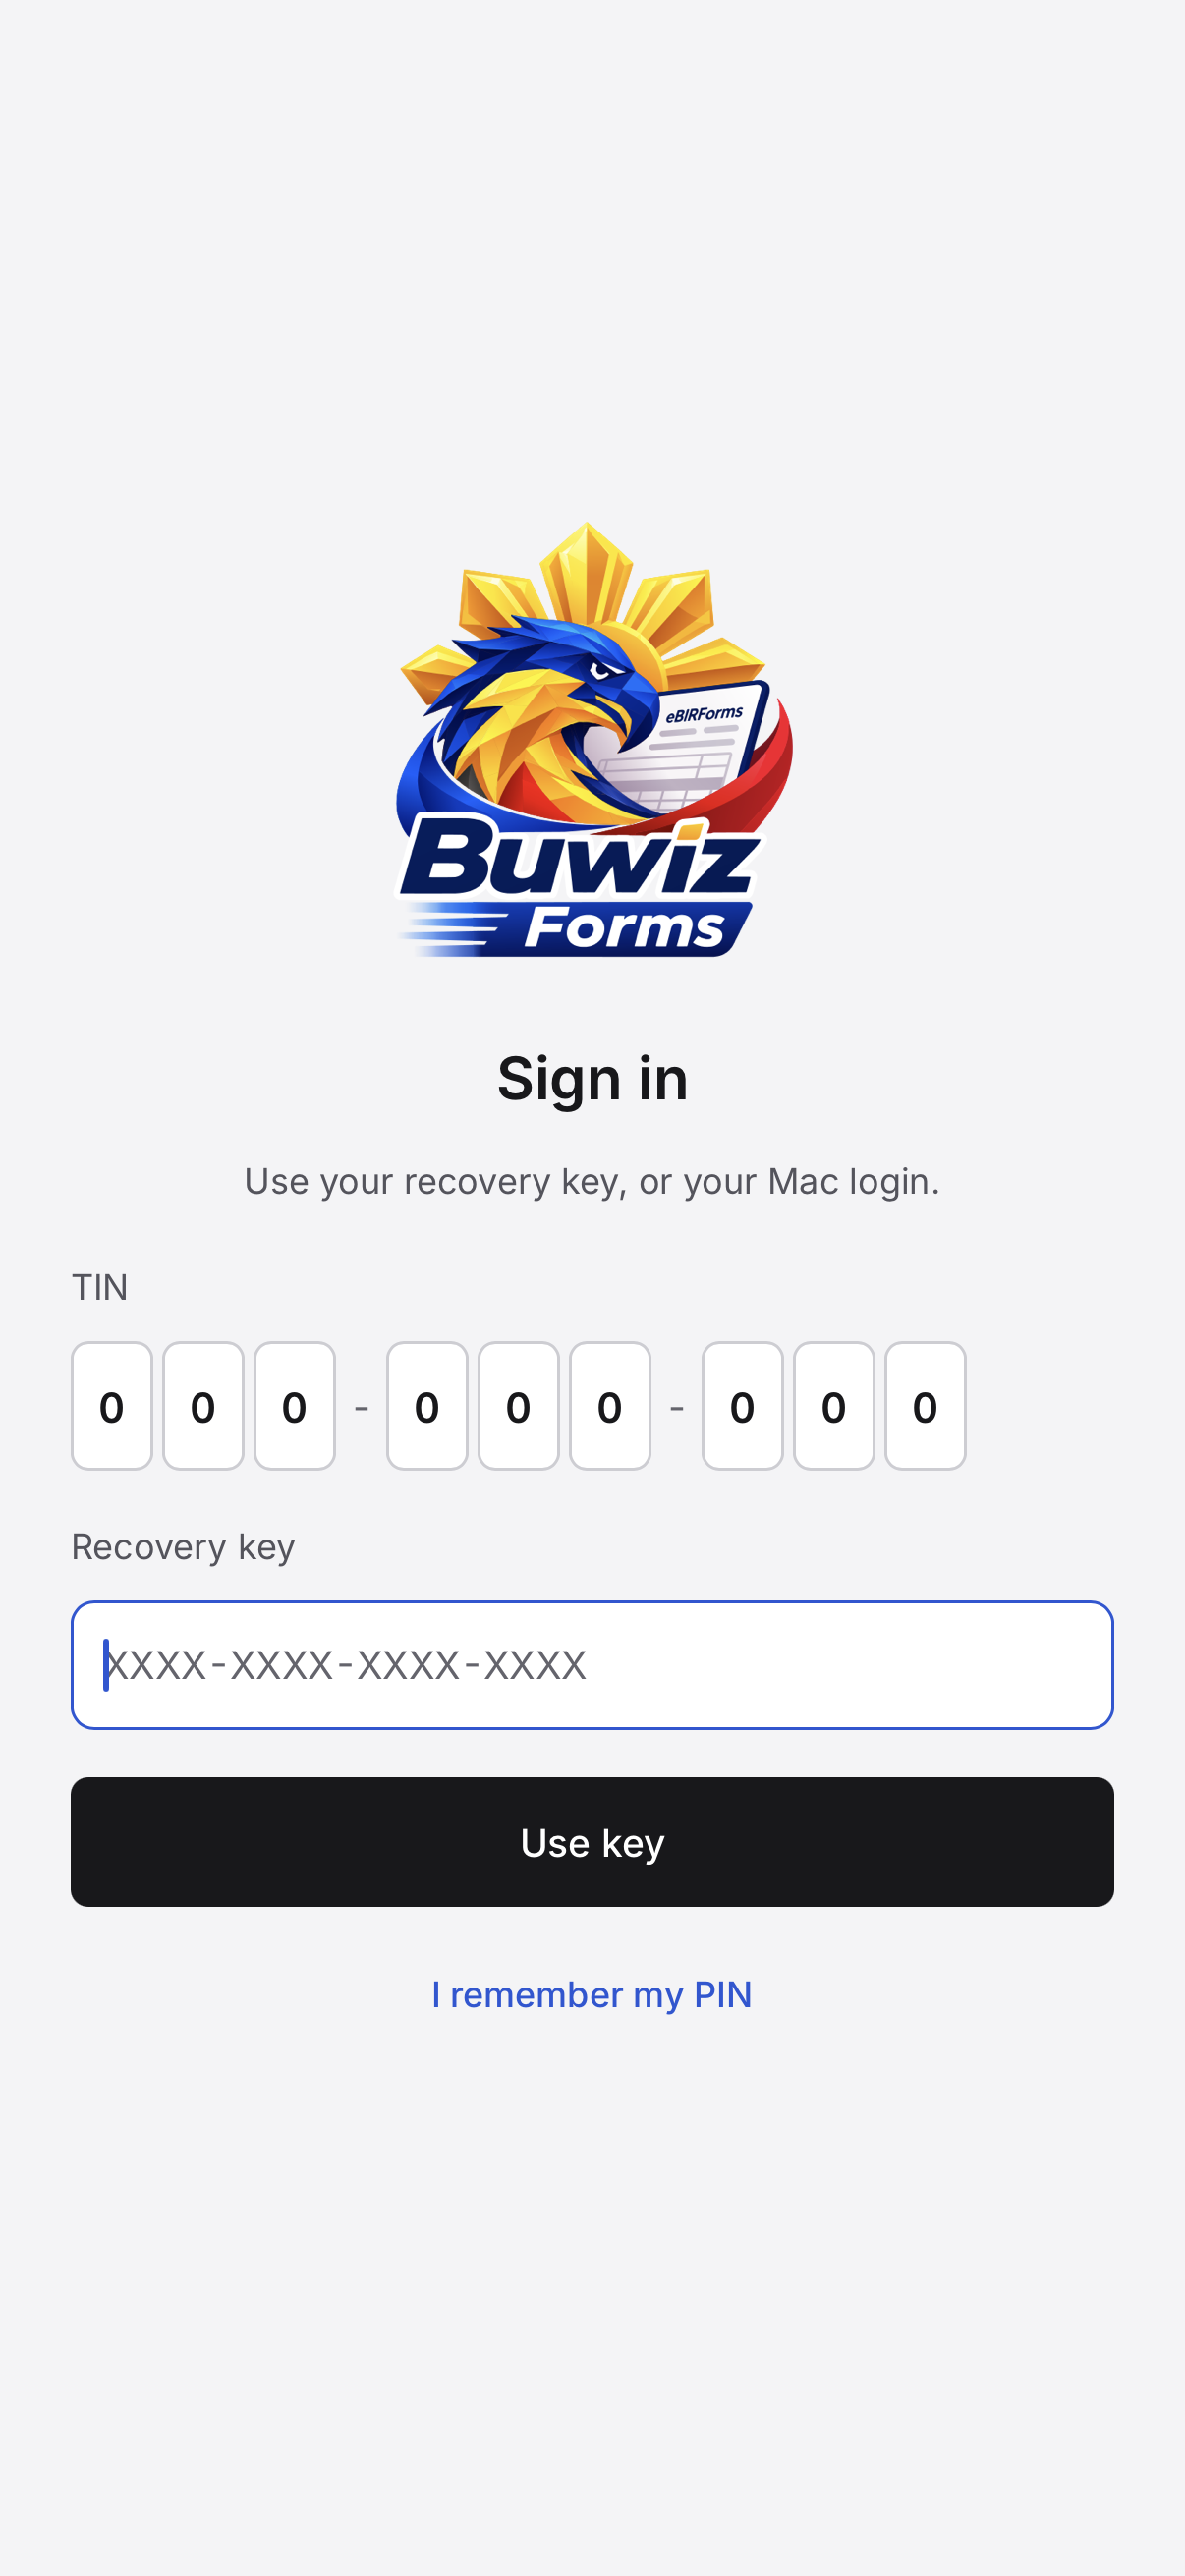 eBIRForms
Buwiz
Forms
Sign in
Use your recovery key, or your Mac login.
TIN
0 0 0 - 0 0 0 - 0 0 0
Recovery key
XXXX-XXXX-XXXX-XXXX
Use key
I remember my PIN